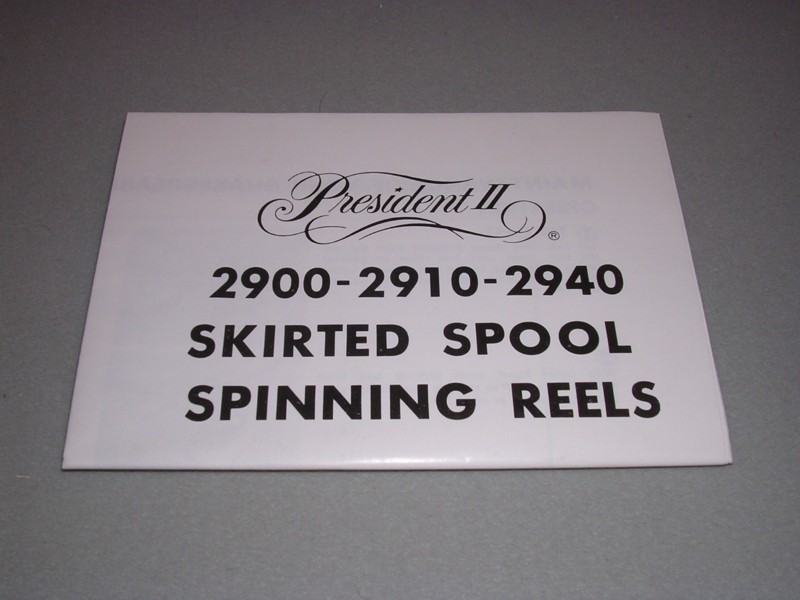 President II ®
2900-2910-2940
SKIRTED SPOOL
SPINNING REELS